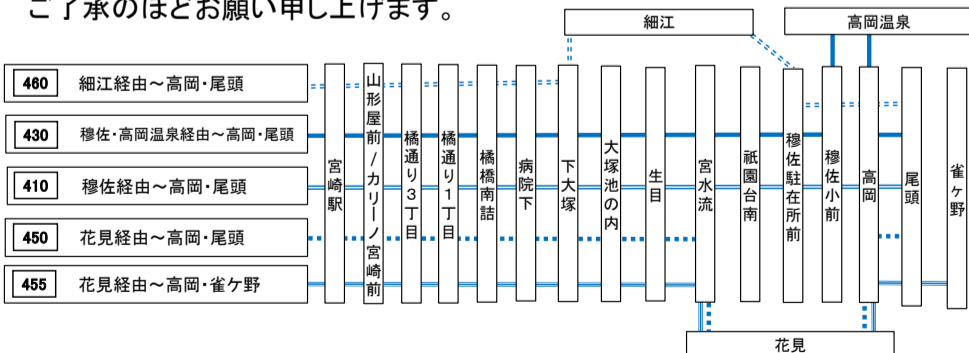 ご了承のほどお願い申し上げます。
細江
高岡温泉
460 細江経由～高岡・尾頭
430 穆佐・高岡温泉経由～高岡・尾頭
410 穆佐経由～高岡・尾頭
450 花見経由～高岡・尾頭
455 花見経由～高岡・雀ケ野
宮崎駅
山形屋前/カリーノ宮崎前
橘通り3丁目
橘通り1丁目
橘橋南詰
病院下
下大塚
大塚池の内
生目
宮水流
祇園台南
穆佐駐在所前
穆佐小前
高岡
尾頭
雀ヶ野
花見